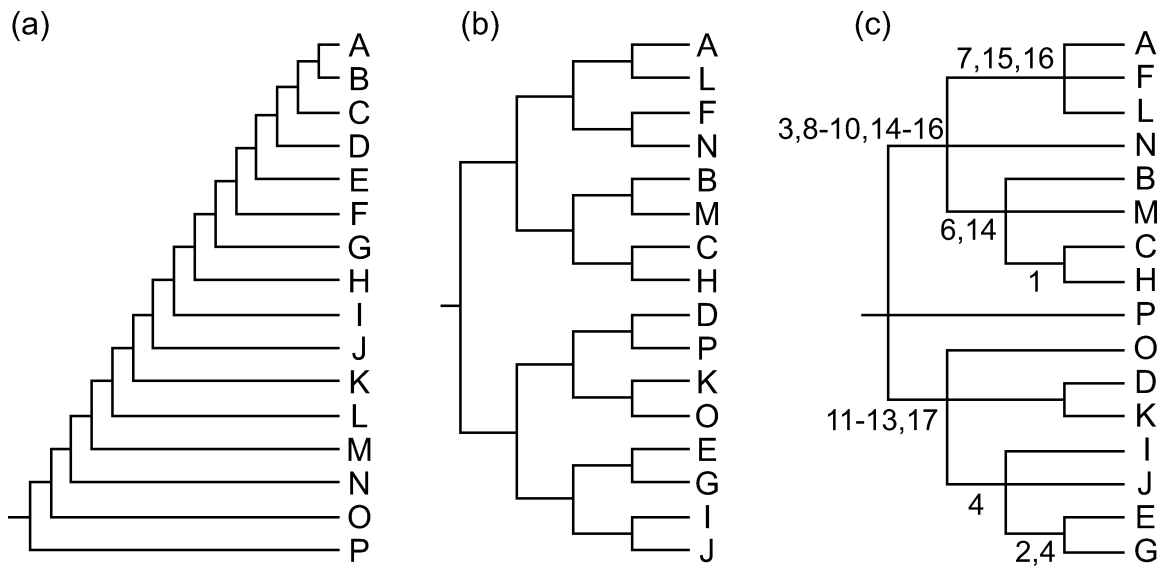 (a)
A
B
C
D
E
F
G
H
I
J
K
L
M
N
O
P
(b)
A
L
F
N
B
M
C
H
D
P
K
O
E
G
I
J
(c)
7,15,16
3,8-10,14-16
6,14
1
11-13,17
4
2,4
A
F
L
N
B
M
C
H
P
O
D
K
I
J
E
G